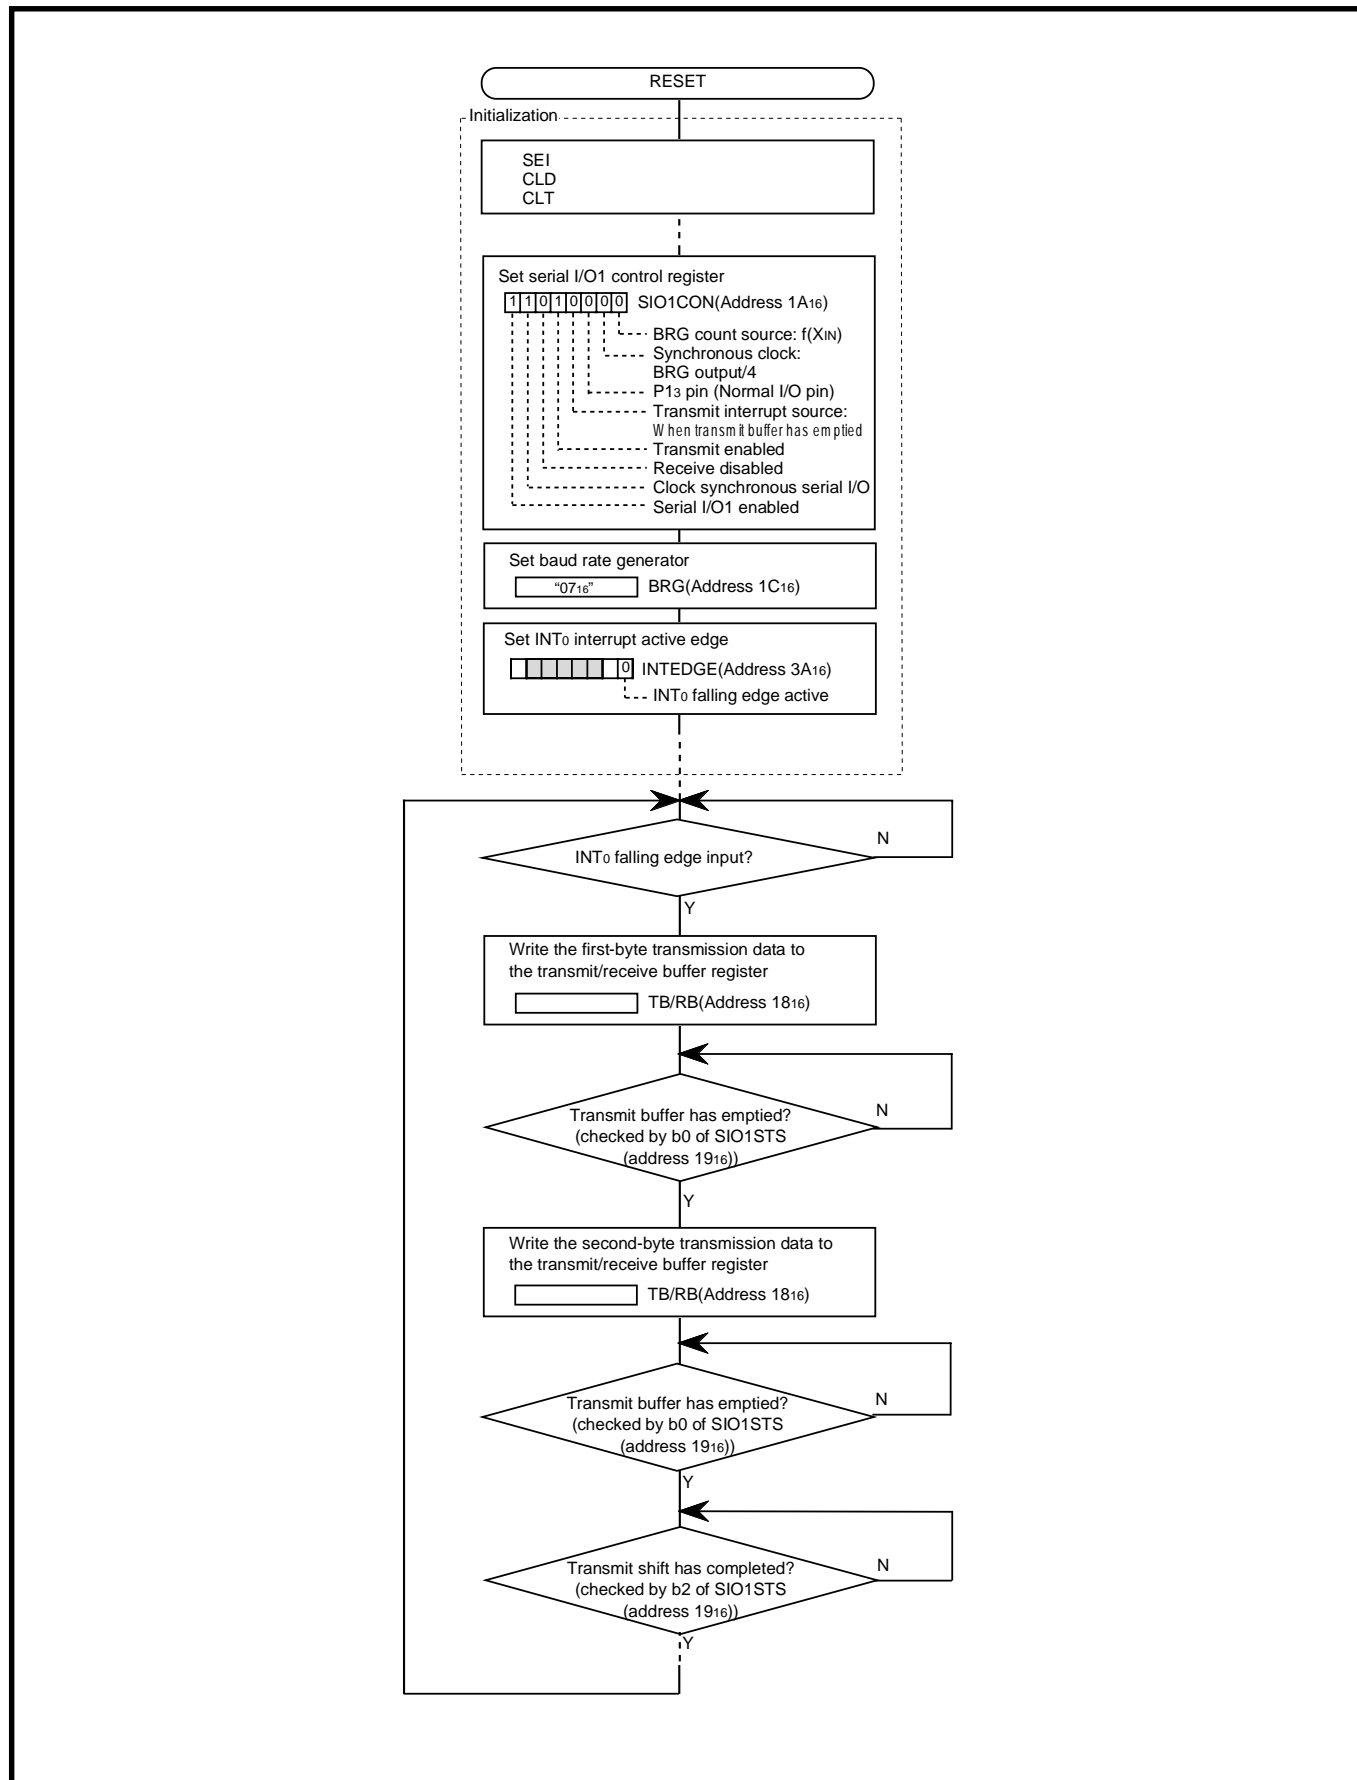 RESET
Initialization
SEI
CLD
CLT
Set serial I/O1 control register
1 1 0 1 0 0 0 0 SIO1CON(Address 1A16)
BRG count source: f(XIN)
Synchronous clock:
BRG output/4
P13 pin (Normal I/O pin)
Transmit interrupt source:
When transmit buffer has emptied
Transmit enabled
Receive disabled
Clock synchronous serial I/O
Serial I/O1 enabled
Set baud rate generator
“0716” BRG(Address 1C16)
Set INT0 interrupt active edge
0 INTEDGE(Address 3A16)
INT0 falling edge active
INT0 falling edge input?
N
Y
Write the first-byte transmission data to
the transmit/receive buffer register
TB/RB(Address 1816)
Transmit buffer has emptied?
(checked by b0 of SIO1STS
(address 1916))
N
Y
Write the second-byte transmission data to
the transmit/receive buffer register
TB/RB(Address 1816)
Transmit buffer has emptied?
(checked by b0 of SIO1STS
(address 1916))
N
Y
Transmit shift has completed?
(checked by b2 of SIO1STS
(address 1916))
N
Y